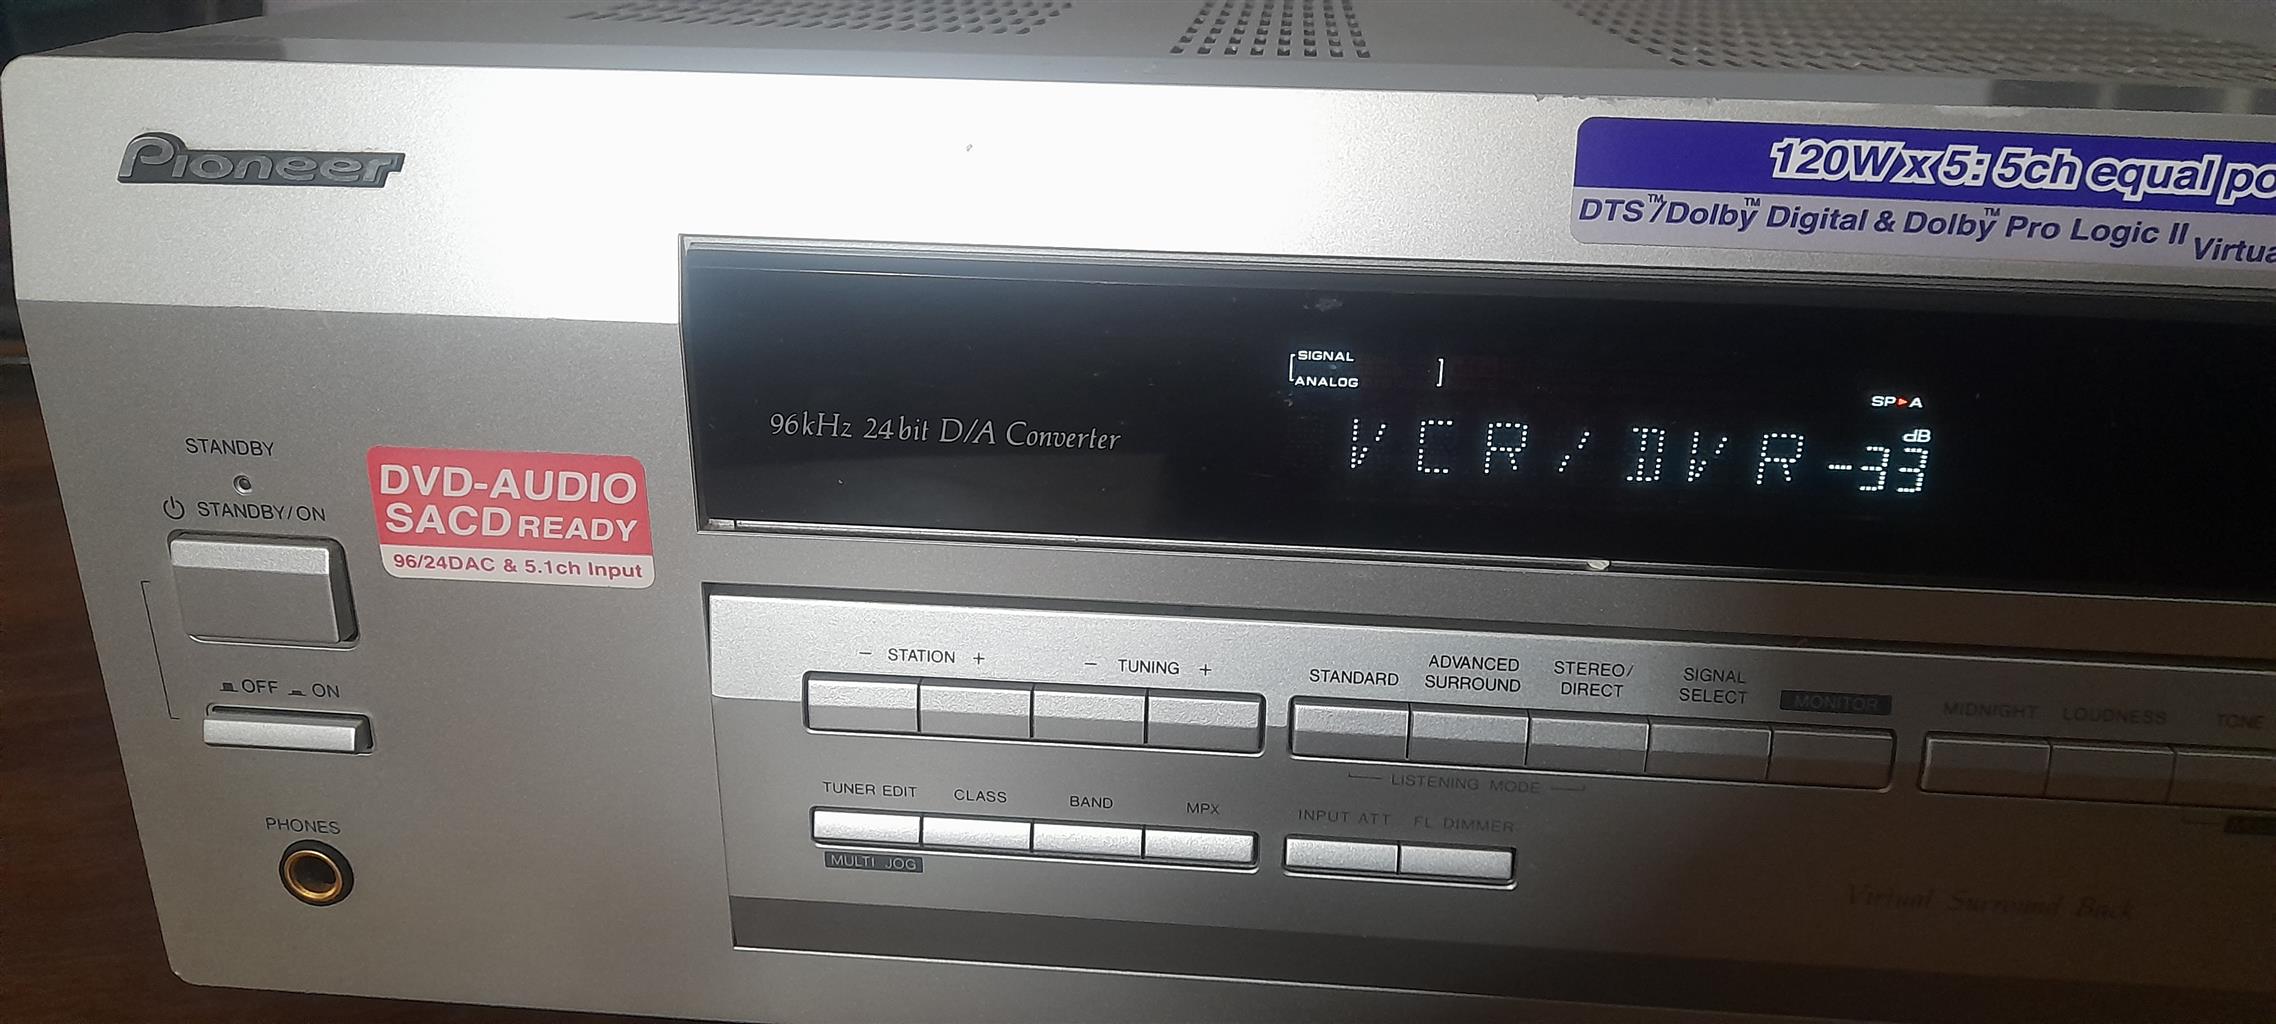 Pioneer
120W x 5: 5ch equal po
DTS™/Dolby™ Digital & Dolby™ Pro Logic II Virtua
SIGNAL
ANALOG
SP►A
dB
VCR/DVR-33
96kHz 24bit D/A Converter
STANDBY
STANDBY/ON
DVD-AUDIO
SACD READY
96/24DAC & 5.1ch Input
OFF ON
PHONES
− STATION +
− TUNING +
STANDARD
ADVANCED
SURROUND
STEREO/
DIRECT
SIGNAL
SELECT
MONITOR
MIDNIGHT
LOUDNESS
TONE
LISTENING MODE
TUNER EDIT
CLASS
BAND
MPX
MULTI JOG
INPUT ATT
FL DIMMER
Virtual Surround Back